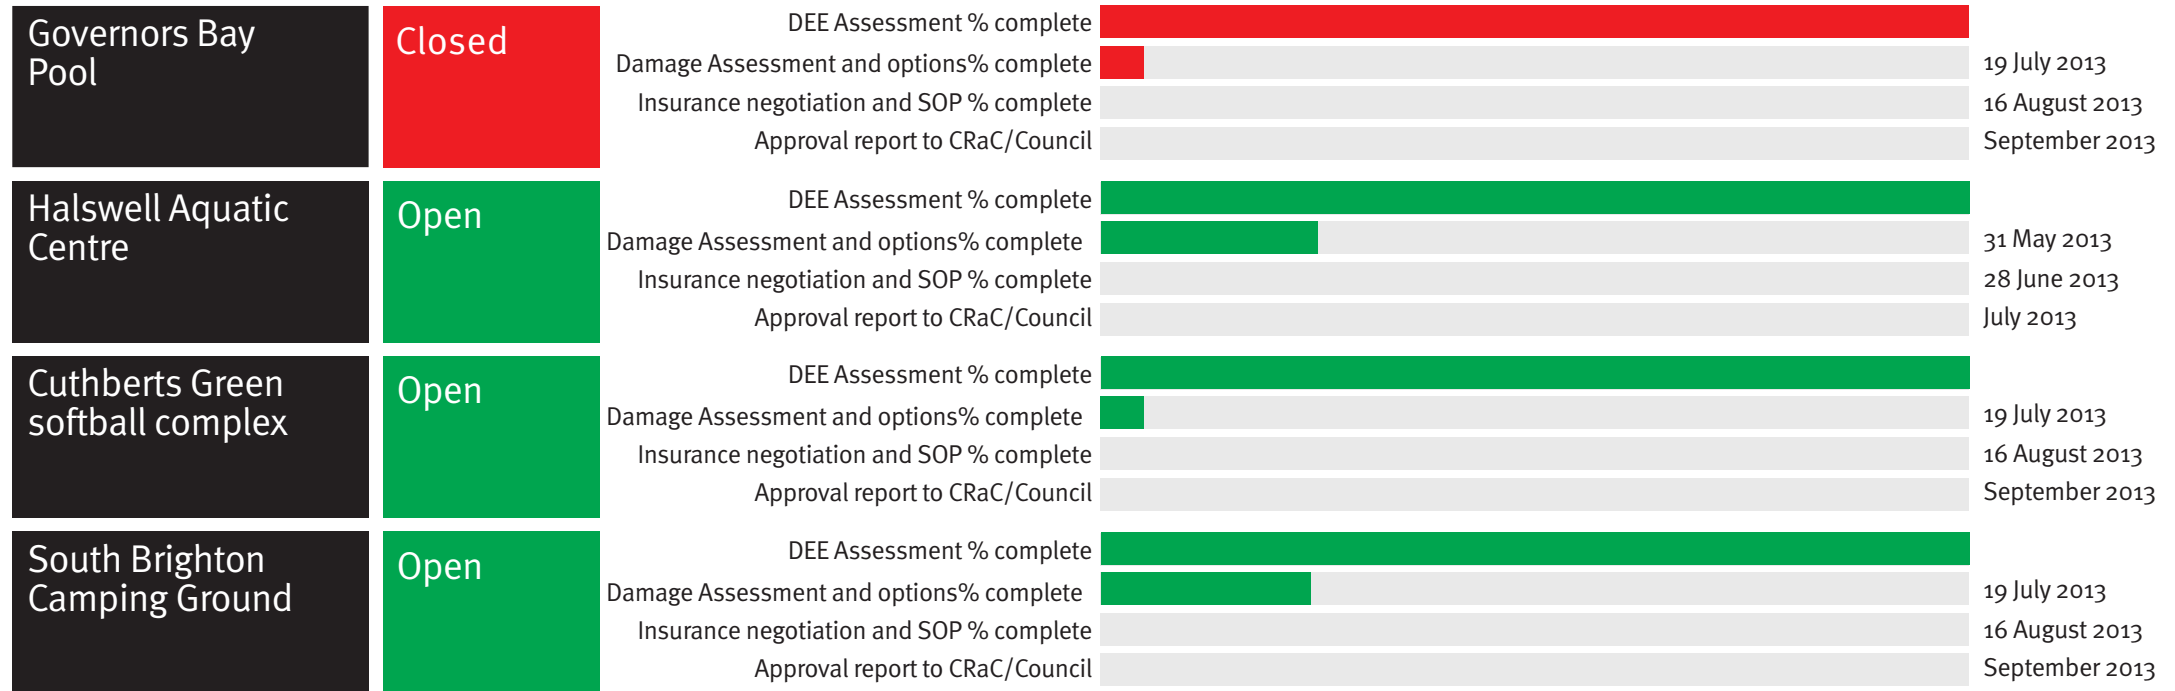 Governors Bay
Pool
Closed
DEE Assessment % complete
Damage Assessment and options% complete 19 July 2013
Insurance negotiation and SOP % complete 16 August 2013
Approval report to CRaC/Council September 2013
Halswell Aquatic
Centre
Open
DEE Assessment % complete
Damage Assessment and options% complete 31 May 2013
Insurance negotiation and SOP % complete 28 June 2013
Approval report to CRaC/Council July 2013
Cuthberts Green
softball complex
Open
DEE Assessment % complete
Damage Assessment and options% complete 19 July 2013
Insurance negotiation and SOP % complete 16 August 2013
Approval report to CRaC/Council September 2013
South Brighton
Camping Ground
Open
DEE Assessment % complete
Damage Assessment and options% complete 19 July 2013
Insurance negotiation and SOP % complete 16 August 2013
Approval report to CRaC/Council September 2013